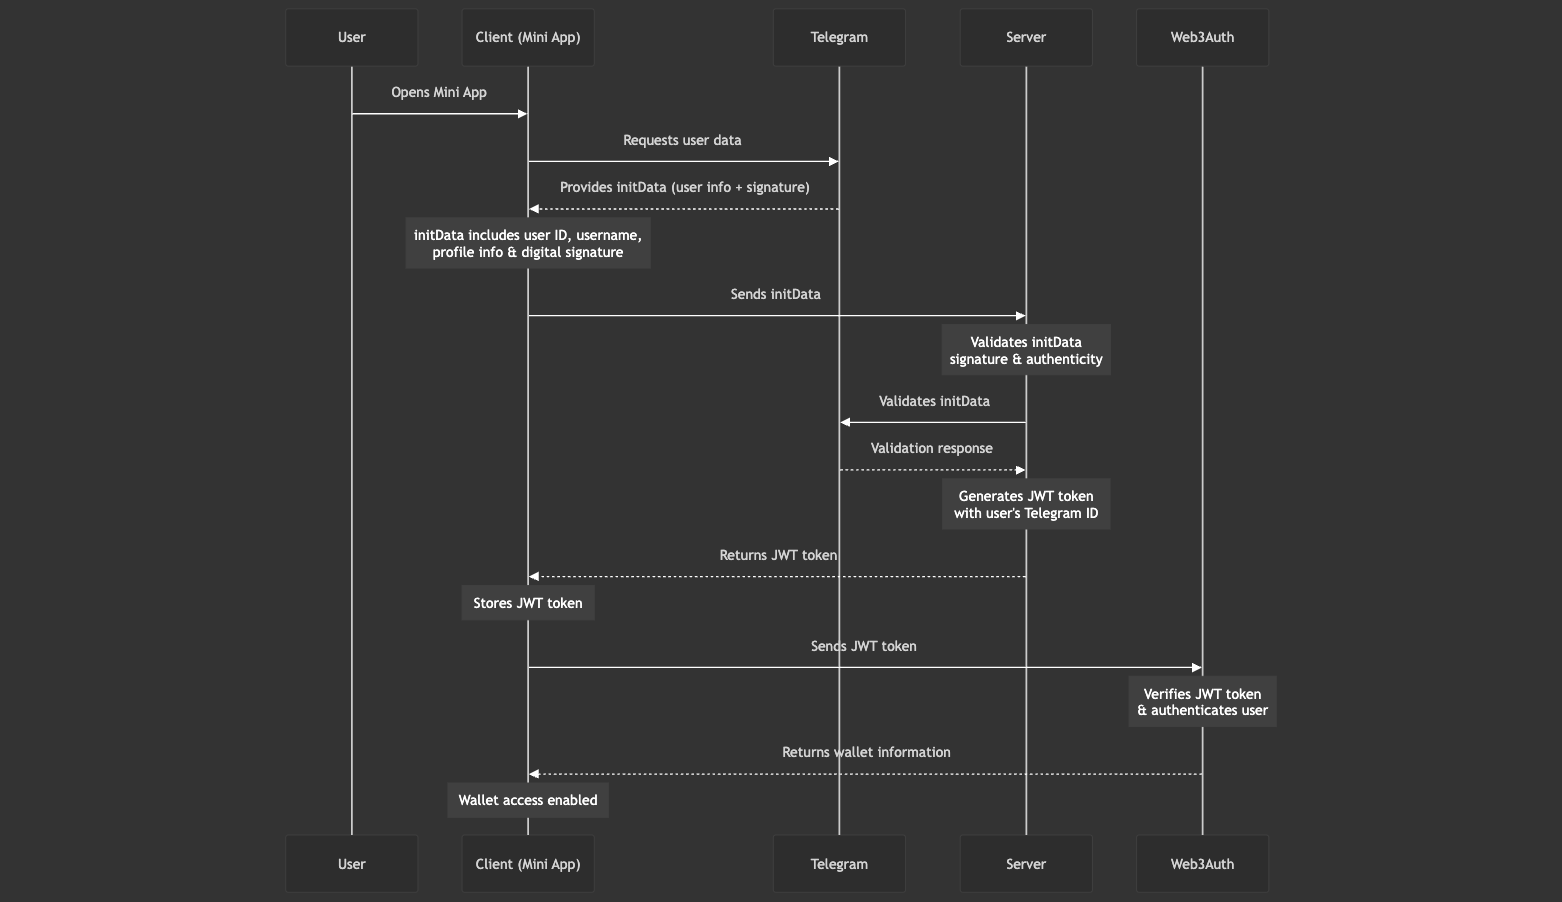 User
Client (Mini App)
Telegram
Server
Web3Auth
Opens Mini App
Requests user data
Provides initData (user info + signature)
initData includes user ID, username,
profile info & digital signature
Sends initData
Validates initData
signature & authenticity
Validates initData
Validation response
Generates JWT token
with user's Telegram ID
Returns JWT token
Stores JWT token
Sends JWT token
Verifies JWT token
& authenticates user
Returns wallet information
Wallet access enabled
User
Client (Mini App)
Telegram
Server
Web3Auth